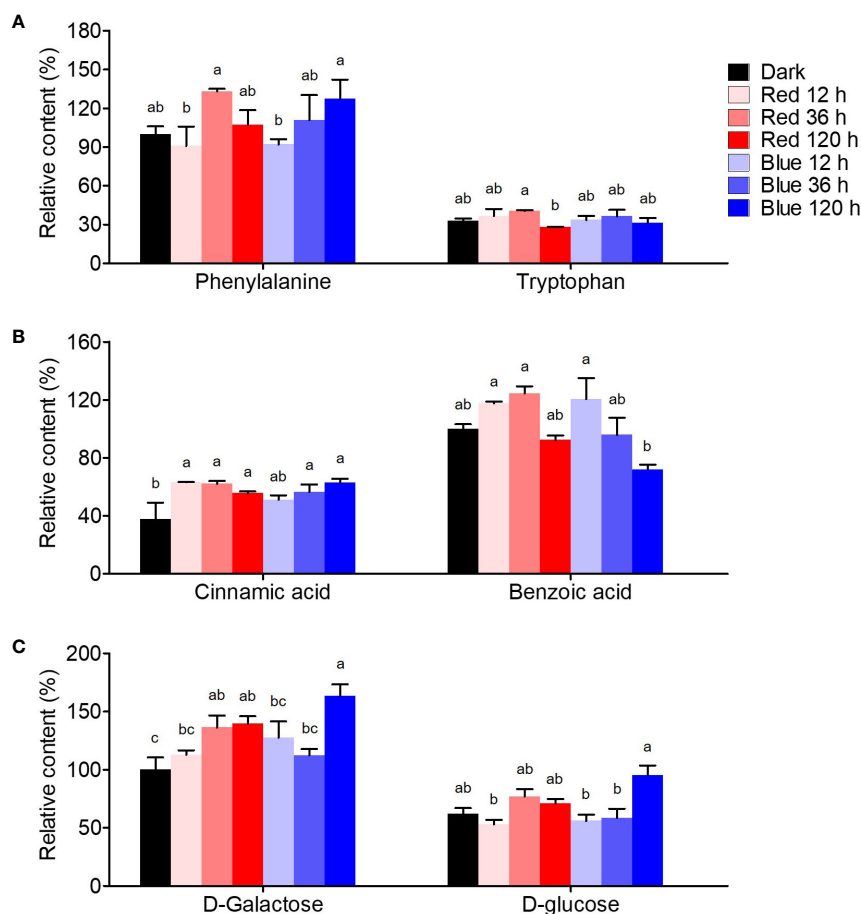 A
Relative content (%)
180
150
120
90
60
30
0
ab
b
a
ab
b
ab
a
ab
ab
a
b
ab
ab
ab
Phenylalanine
Tryptophan
Dark
Red 12 h
Red 36 h
Red 120 h
Blue 12 h
Blue 36 h
Blue 120 h
B
Relative content (%)
160
120
80
40
0
b
a
a
a
ab
a
a
ab
a
a
ab
a
ab
b
Cinnamic acid
Benzoic acid
C
Relative content (%)
200
150
100
50
0
c
bc
ab
ab
bc
bc
a
ab
b
ab
ab
b
b
a
D-Galactose
D-glucose